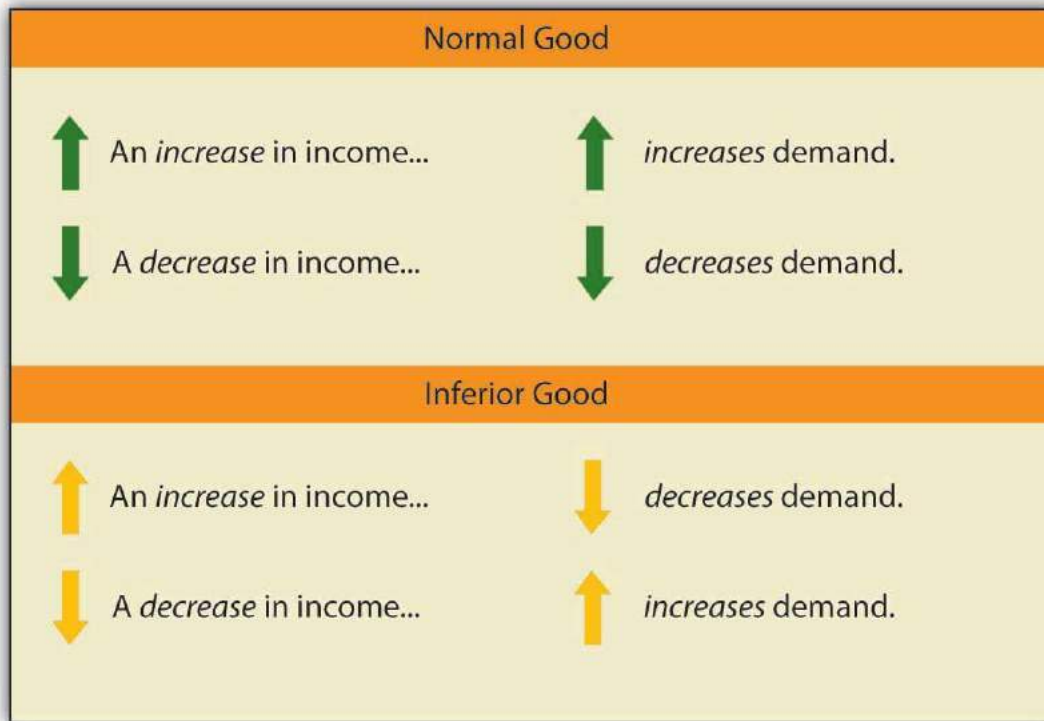 Normal Good
An increase in income... increases demand.
A decrease in income... decreases demand.
Inferior Good
An increase in income... decreases demand.
A decrease in income... increases demand.